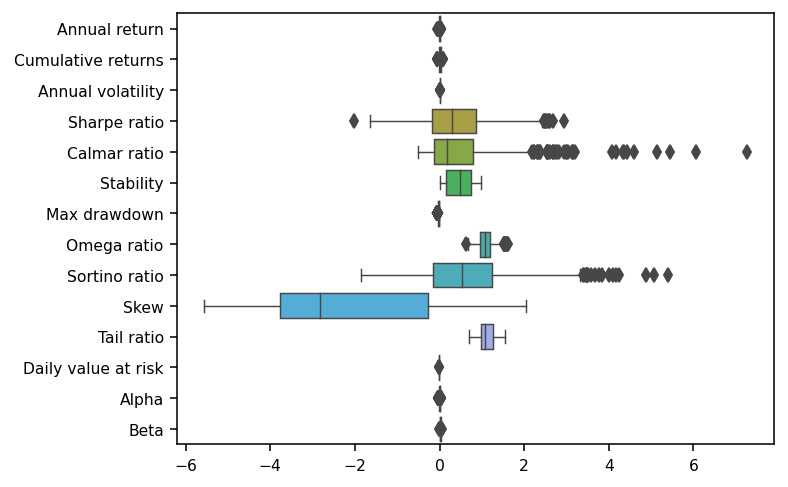 Annual return
Cumulative returns
Annual volatility
Sharpe ratio
Calmar ratio
Stability
Max drawdown
Omega ratio
Sortino ratio
Skew
Tail ratio
Daily value at risk
Alpha
Beta
−6 −4 −2 0 2 4 6